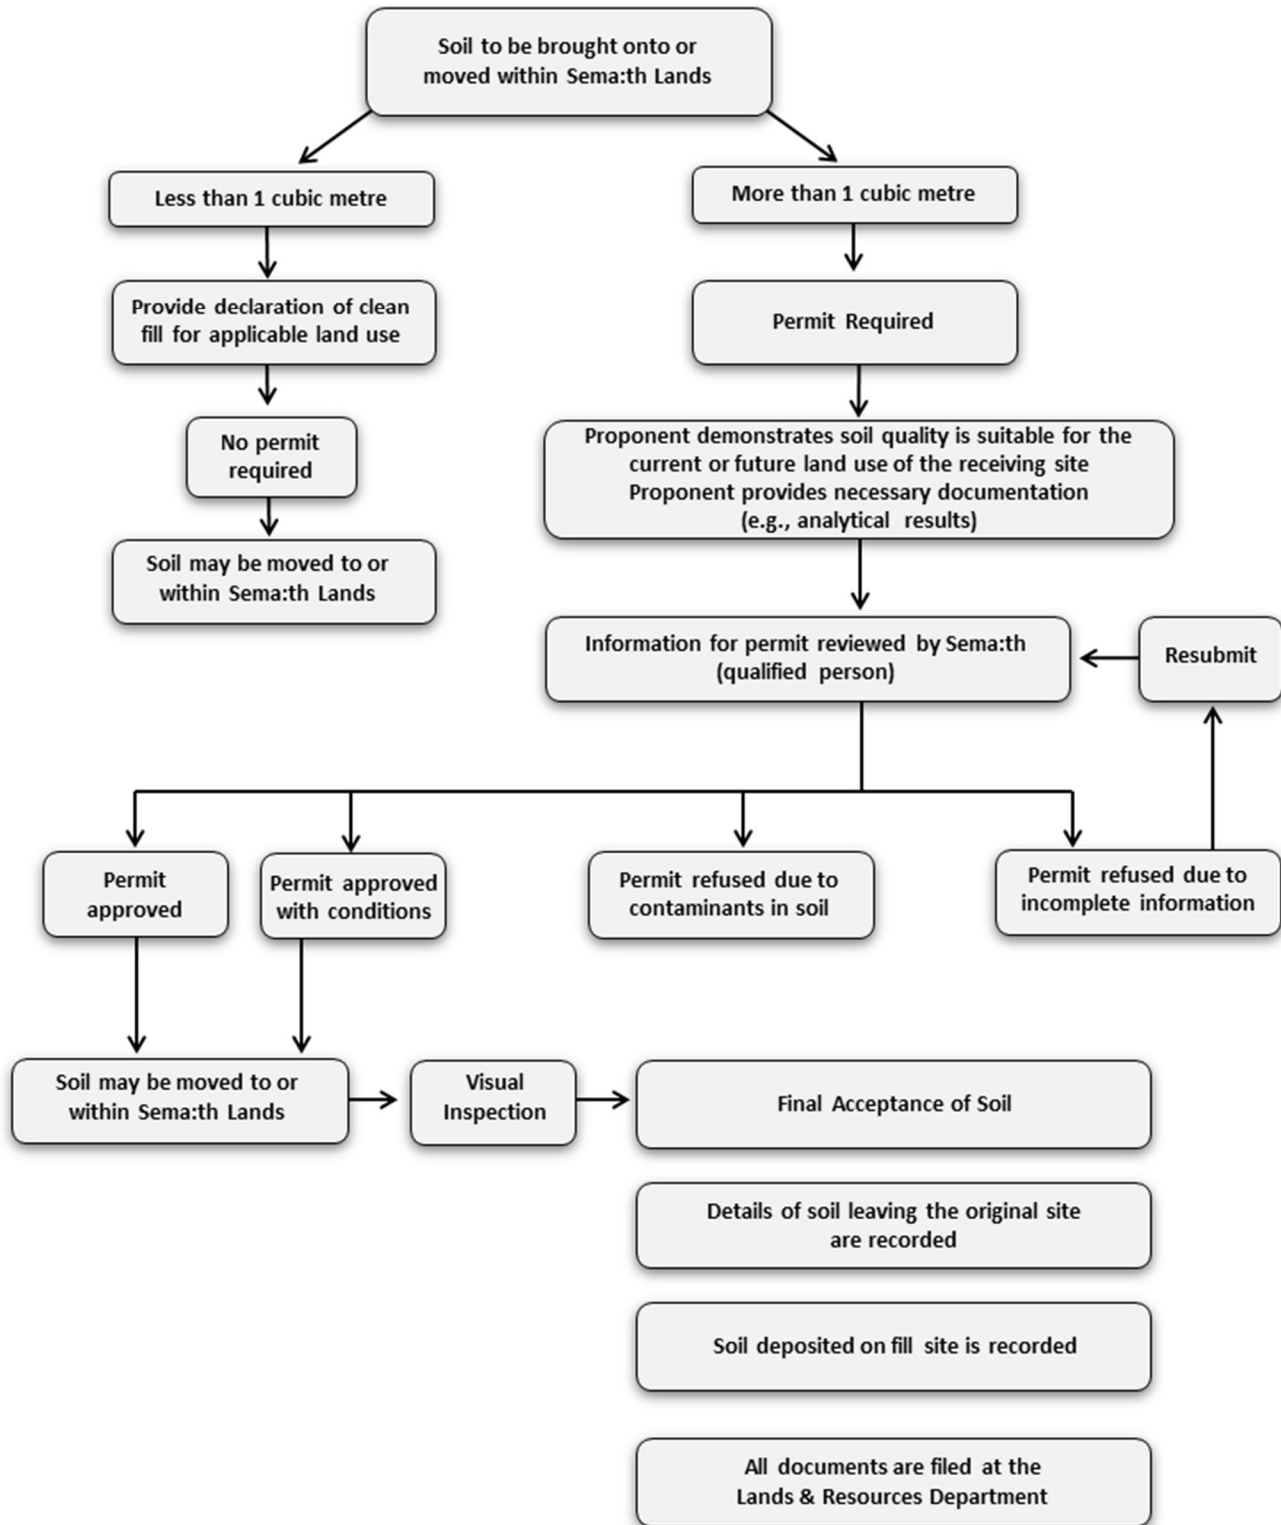 Soil to be brought onto or
moved within Sema:th Lands
Less than 1 cubic metre
More than 1 cubic metre
Provide declaration of clean
fill for applicable land use
Permit Required
No permit
required
Proponent demonstrates soil quality is suitable for the
current or future land use of the receiving site
Proponent provides necessary documentation
(e.g., analytical results)
Soil may be moved to or
within Sema:th Lands
Information for permit reviewed by Sema:th
(qualified person)
Resubmit
Permit
approved
Permit approved
with conditions
Permit refused due to
contaminants in soil
Permit refused due to
incomplete information
Soil may be moved to or
within Sema:th Lands
Visual
Inspection
Final Acceptance of Soil
Details of soil leaving the original site
are recorded
Soil deposited on fill site is recorded
All documents are filed at the
Lands & Resources Department